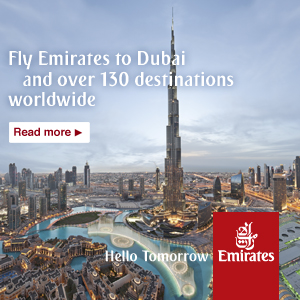 Fly Emirates to Dubai
and over 130 destinations
worldwide
Read more ▶
Hello Tomorrow
Emirates